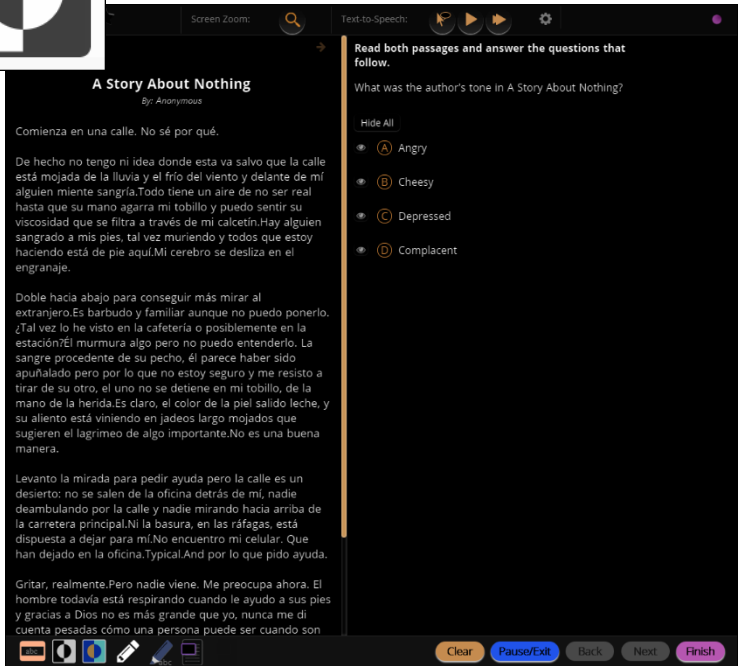 Screen Zoom:
Text-to-Speech:
A Story About Nothing
By: Anonymous
Comienza en una calle. No sé por qué.
De hecho no tengo ni idea donde esta va salvo que la calle
está mojada de la lluvia y el frío del viento y delante de mí
alguien miente sangría.Todo tiene un aire de no ser real
hasta que su mano agarra mi tobillo y puedo sentir su
viscosidad que se filtra a través de mi calcetín.Hay alguien
sangrado a mis pies, tal vez muriendo y todos que estoy
haciendo está de pie aquí.Mi cerebro se desliza en el
engranaje.
Doble hacia abajo para conseguir más mirar al
extranjero.Es barbudo y familiar aunque no puedo ponerlo.
¿Tal vez lo he visto en la cafetería o posiblemente en la
estación?Él murmura algo pero no puedo entenderlo. La
sangre procedente de su pecho, él parece haber sido
apuñalado pero por lo que no estoy seguro y me resisto a
tirar de su otro, el uno no se detiene en mi tobillo, de la
mano de la herida.Es claro, el color de la piel salido leche, y
su aliento está viniendo en jadeos largo mojados que
sugieren el lagrimeo de algo importante.No es una buena
manera.
Levanto la mirada para pedir ayuda pero la calle es un
desierto: no se salen de la oficina detrás de mí, nadie
deambulando por la calle y nadie mirando hacia arriba de
la carretera principal.Ni la basura, en las ráfagas, está
dispuesta a dejar para mí.No encuentro mi celular. Que
han dejado en la oficina.Typical.And por lo que pido ayuda.
Gritar, realmente.Pero nadie viene. Me preocupa ahora. El
hombre todavía está respirando cuando le ayudo a sus pies
y gracias a Dios no es más grande que yo, nunca me di
cuenta pesadas cómo una persona puede ser cuando son
Read both passages and answer the questions that
follow.
What was the author's tone in A Story About Nothing?
Hide All
A Angry
B Cheesy
C Depressed
D Complacent
abc
abc
Clear
Pause/Exit
Back
Next
Finish